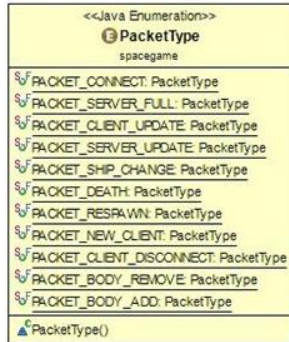 <<Java Enumeration>>
PacketType
spacegame
PACKET_CONNECT: PacketType
PACKET_SERVER_FULL: PacketType
PACKET_CLIENT_UPDATE: PacketType
PACKET_SERVER_UPDATE: PacketType
PACKET_SHIP_CHANGE: PacketType
PACKET_DEATH: PacketType
PACKET_RESPAWN: PacketType
PACKET_NEW_CLIENT: PacketType
PACKET_CLIENT_DISCONNECT: PacketType
PACKET_BODY_REMOVE: PacketType
PACKET_BODY_ADD: PacketType
PacketType()